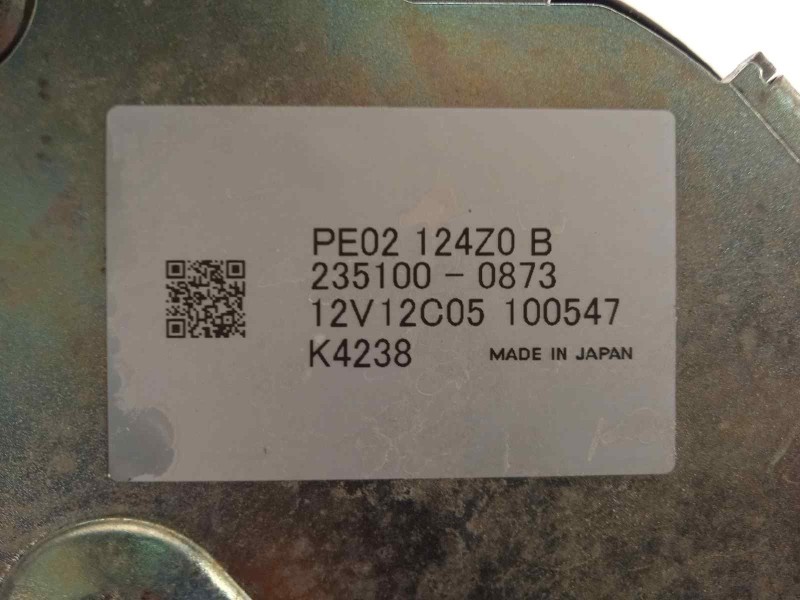 PE02 124Z0 B
235100-0873
12V12C05 100547
K4238 MADE IN JAPAN